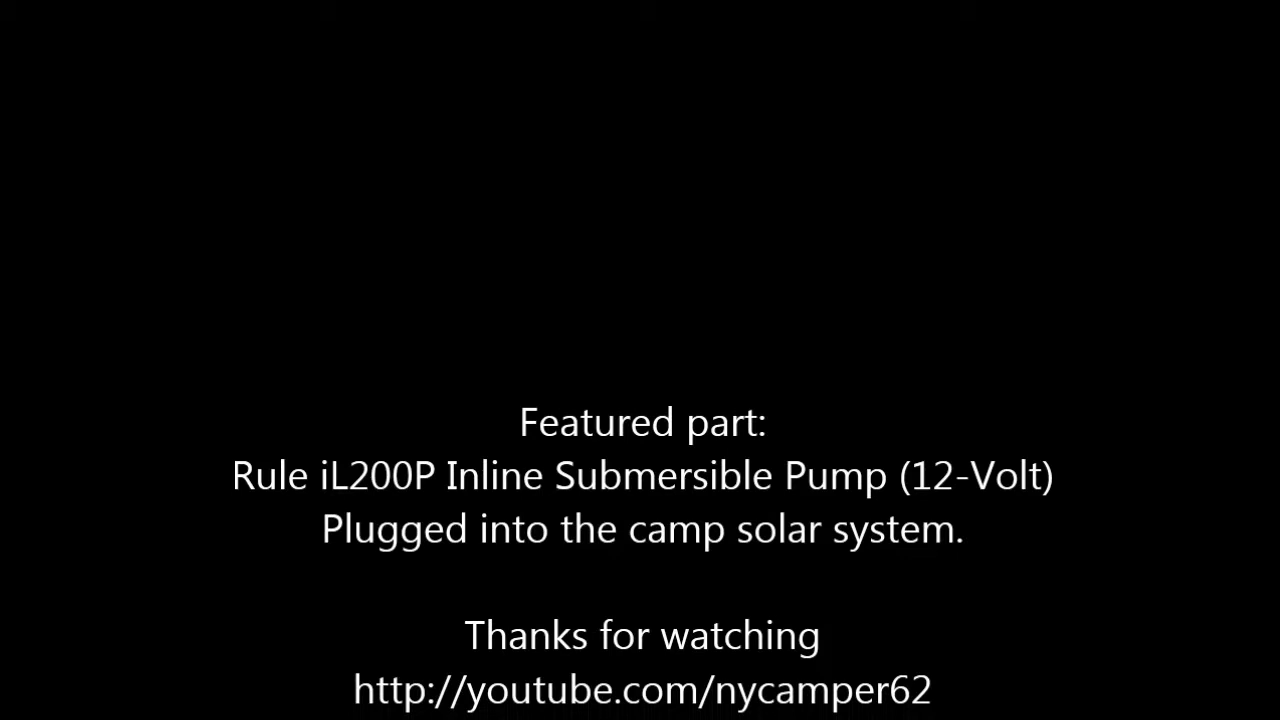 Featured part:
Rule iL200P Inline Submersible Pump (12-Volt)
Plugged into the camp solar system.
Thanks for watching
http://youtube.com/nycamper62